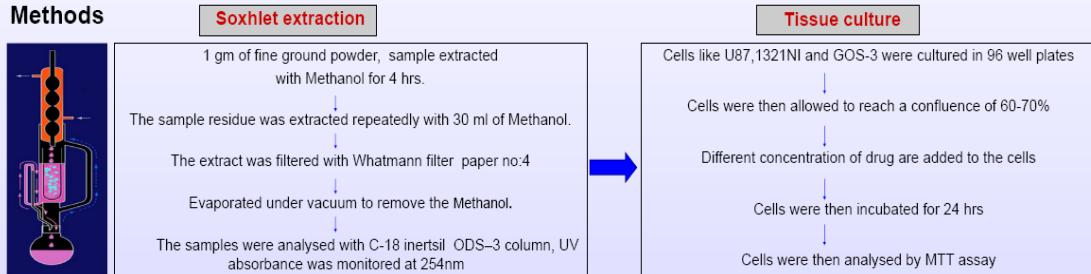 Methods
Soxhlet extraction
1 gm of fine ground powder, sample extracted
with Methanol for 4 hrs.
The sample residue was extracted repeatedly with 30 ml of Methanol.
The extract was filtered with Whatmann filter paper no:4
Evaporated under vacuum to remove the Methanol.
The samples were analysed with C-18 inertsil ODS–3 column, UV
absorbance was monitored at 254nm
Tissue culture
Cells like U87,1321NI and GOS-3 were cultured in 96 well plates
Cells were then allowed to reach a confluence of 60-70%
Different concentration of drug are added to the cells
Cells were then incubated for 24 hrs
Cells were then analysed by MTT assay